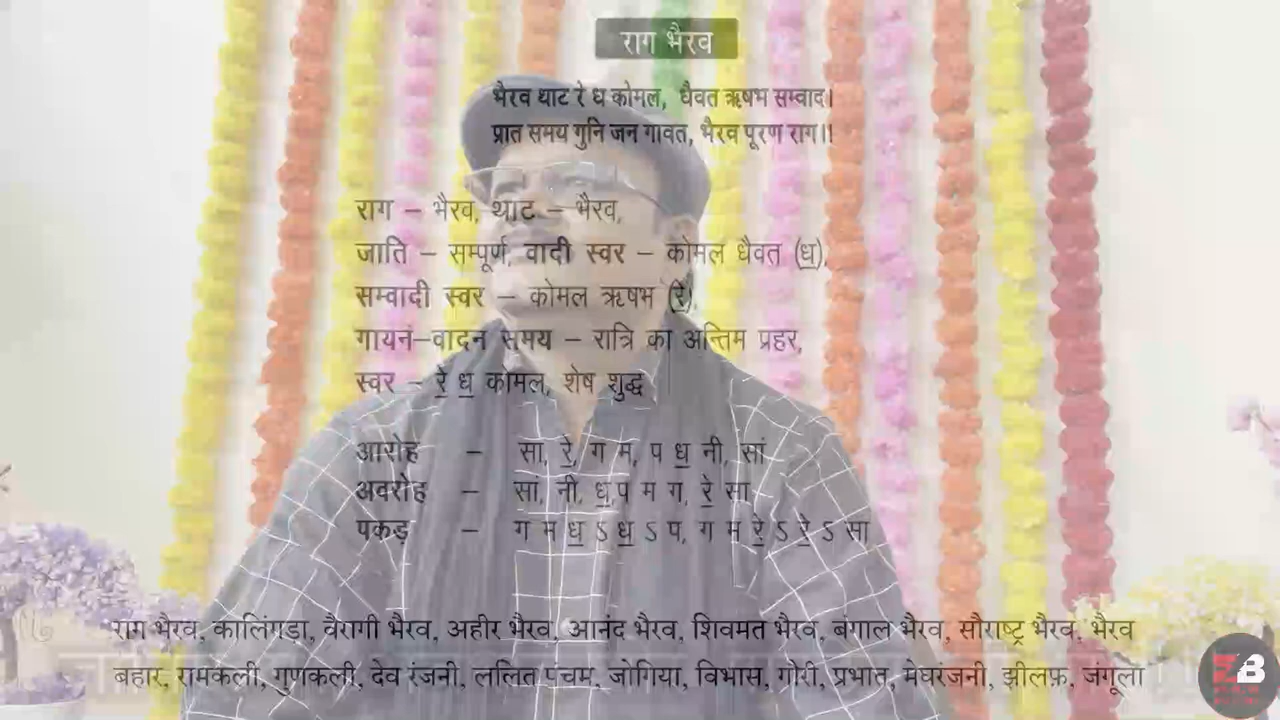 राग भैरव
भैरव थाट रे ध कोमल, धैवत ऋषभ सम्वाद।
प्रात समय गुनि जन गावत, भैरव पूरण राग।।
राग – भैरव, थाट – भैरव,
जाति – सम्पूर्ण, वादी स्वर – कोमल धैवत (ध॒),
सम्वादी स्वर – कोमल ऋषभ (रे॒),
गायन–वादन समय – रात्रि का अन्तिम प्रहर,
स्वर – रे॒ ध॒ कोमल, शेष शुद्ध
आरोह – सा, रे॒, ग म, प ध॒ नी, सां
अवरोह – सां, नी, ध॒,प म ग, रे॒ सा
पकड़ – ग म ध॒ ऽ ध॒ ऽ प, ग म रे॒ ऽ रे॒ ऽ सा
राग भैरव, कालिंगड़ा, वैरागी भैरव, अहीर भैरव, आनंद भैरव, शिवमत भैरव, बंगाल भैरव, सौराष्ट्र भैरव, भैरव
बहार, रामकली, गुणकली, देव रंजनी, ललित पंचम, जोगिया, विभास, गौरी, प्रभात, मेघरंजनी, झीलफ़, जंगूला